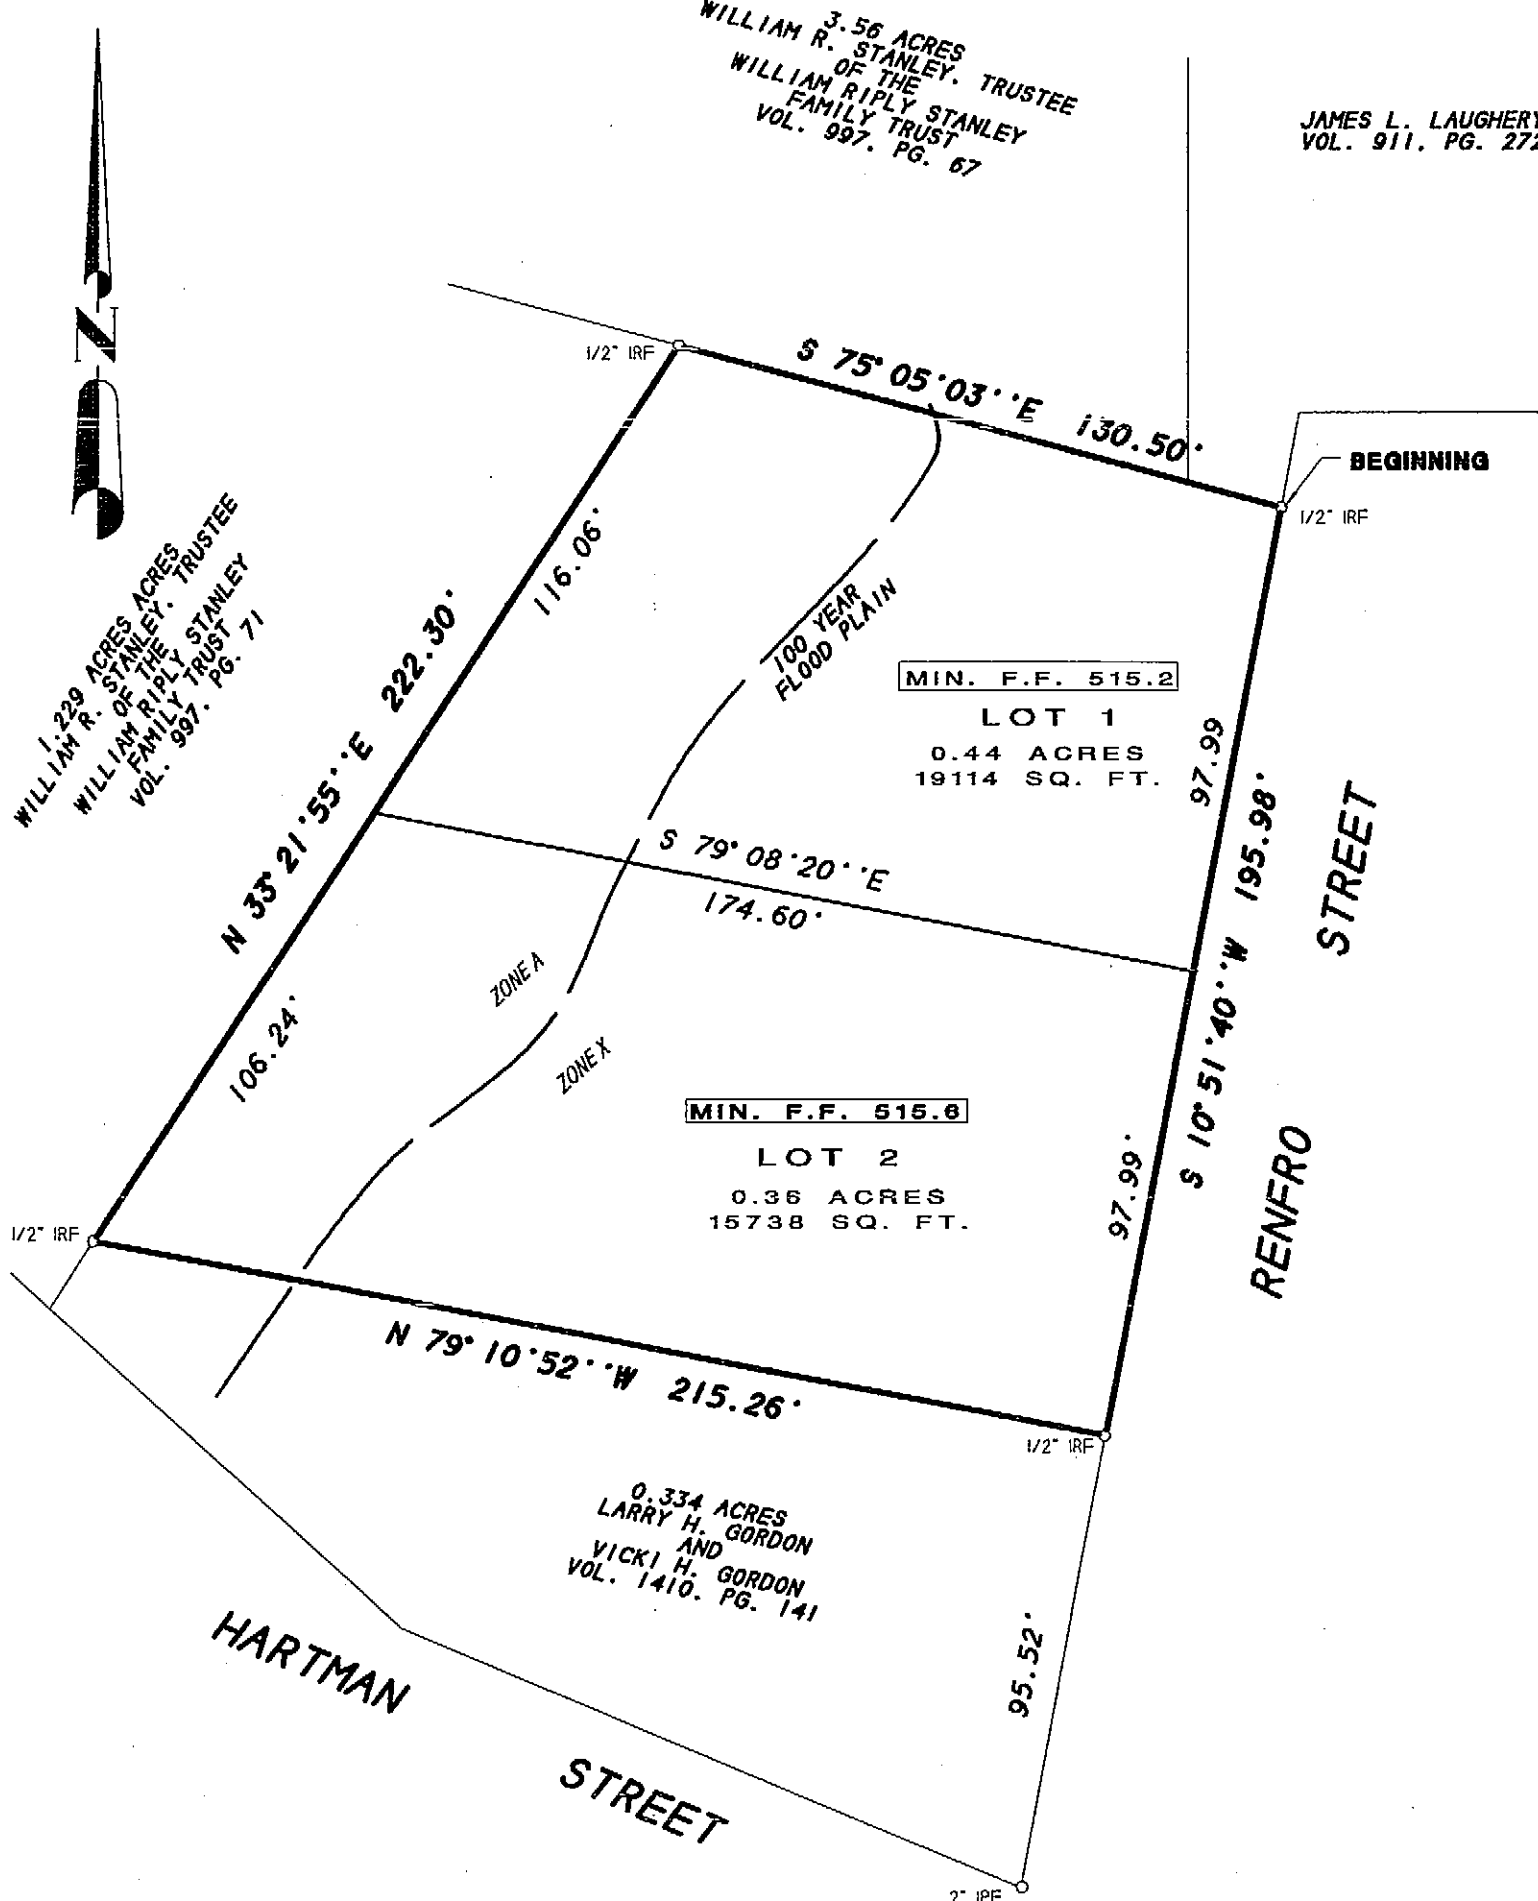 3.56 ACRES
WILLIAM R. STANLEY, TRUSTEE
OF THE
WILLIAM RIPLY STANLEY
FAMILY TRUST
VOL. 997, PG. 67
JAMES L. LAUGHERY
VOL. 911, PG. 272
N
1/2" IRF
S 75°05'03''E 130.50'
BEGINNING
1/2" IRF
1.229 ACRES ACRES
WILLIAM R. STANLEY, TRUSTEE
OF THE
WILLIAM RIPLY STANLEY
FAMILY TRUST
VOL. 997, PG. 71
N 33°21'55''E 222.30'
116.06'
100 YEAR
FLOOD PLAIN
MIN. F.F. 515.2
LOT 1
0.44 ACRES
19114 SQ. FT.
97.99
S 10°51'40''W 195.98'
RENFRO STREET
S 79°08'20''E
174.60'
106.24'
ZONE A
ZONE X
MIN. F.F. 515.6
LOT 2
0.36 ACRES
15738 SQ. FT.
97.99'
1/2" IRF
N 79°10'52''W 215.26'
1/2" IRF
0.334 ACRES
LARRY H. GORDON
AND
VICKI H. GORDON
VOL. 1410, PG. 141
95.52'
HARTMAN STREET
2" IPF